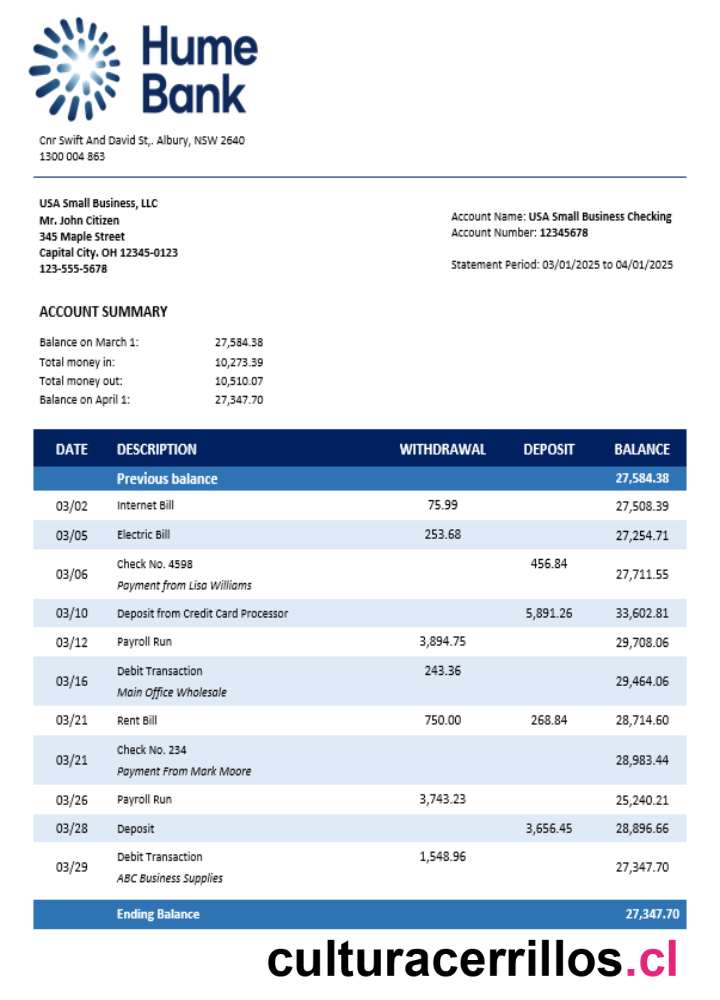 Hume
Bank
Cnr Swift And David St,. Albury, NSW 2640
1300 004 863
USA Small Business, LLC
Mr. John Citizen
345 Maple Street
Capital City. OH 12345-0123
123-555-5678
Account Name: USA Small Business Checking
Account Number: 12345678
Statement Period: 03/01/2025 to 04/01/2025
ACCOUNT SUMMARY
Balance on March 1: 27,584.38
Total money in: 10,273.39
Total money out: 10,510.07
Balance on April 1: 27,347.70
DATE DESCRIPTION WITHDRAWAL DEPOSIT BALANCE
Previous balance 27,584.38
03/02 Internet Bill 75.99 27,508.39
03/05 Electric Bill 253.68 27,254.71
03/06 Check No. 4598 456.84 27,711.55
Payment from Lisa Williams
03/10 Deposit from Credit Card Processor 5,891.26 33,602.81
03/12 Payroll Run 3,894.75 29,708.06
03/16 Debit Transaction 243.36 29,464.06
Main Office Wholesale
03/21 Rent Bill 750.00 268.84 28,714.60
03/21 Check No. 234 28,983.44
Payment From Mark Moore
03/26 Payroll Run 3,743.23 25,240.21
03/28 Deposit 3,656.45 28,896.66
03/29 Debit Transaction 1,548.96 27,347.70
ABC Business Supplies
Ending Balance 27,347.70
culturacerrillos.cl